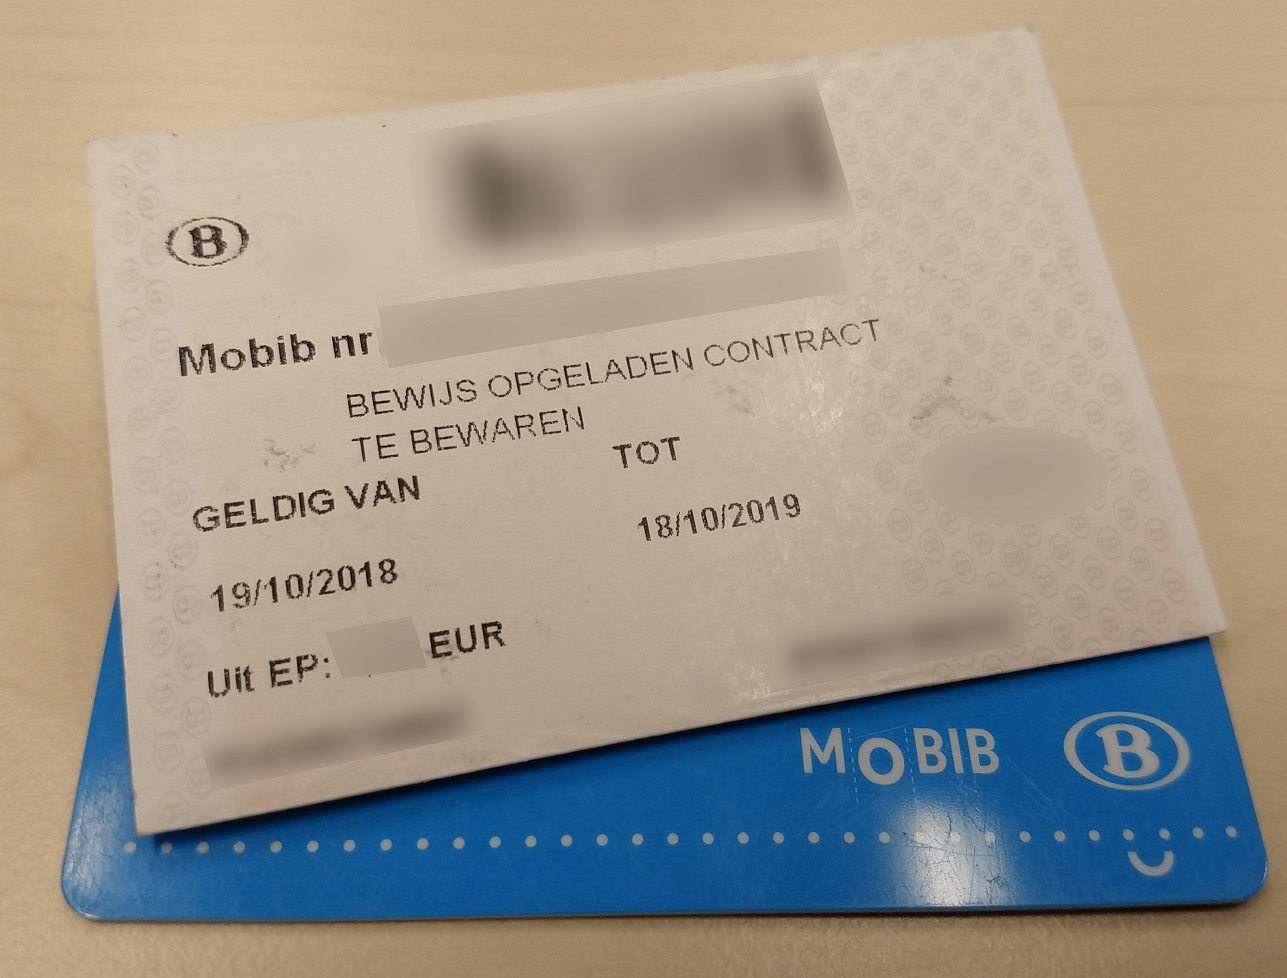 B
Mobib nr
BEWIJS OPGELADEN CONTRACT
TE BEWAREN
GELDIG VAN TOT
19/10/2018 18/10/2019
Uit EP: EUR
MOBIB B